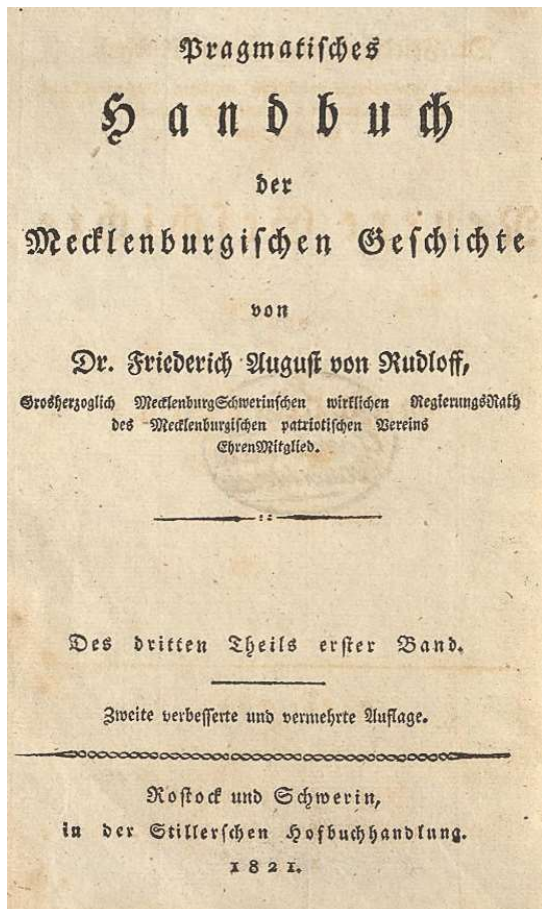 Pragmatisches
Handbuch
der
Mecklenburgischen Geschichte
von
Dr. Friederich August von Rudloff,
Grosherzoglich MecklenburgSchwerinschen wirklichen RegierungsRath
des Mecklenburgischen patriotischen Vereins
EhrenMitglied.
Des dritten Theils erster Band.
Zweite verbesserte und vermehrte Auflage.
Rostock und Schwerin,
in der Stillerschen Hofbuchhandlung.
1821.